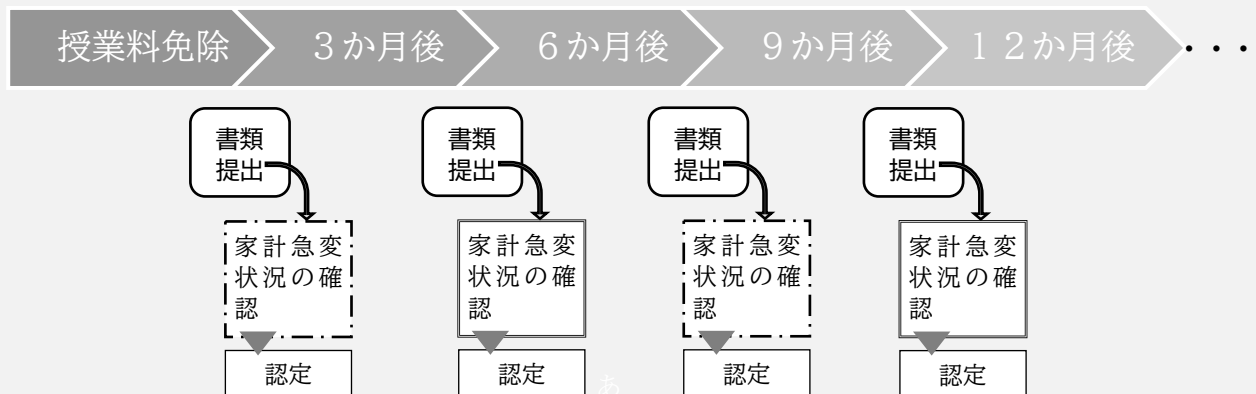 授業料免除 3か月後 6か月後 9か月後 12か月後 ・・・
書類
提出
書類
提出
書類
提出
書類
提出
家計急変
状況の確
認
家計急変
状況の確
認
家計急変
状況の確
認
家計急変
状況の確
認
認定
認定
認定
認定
あ